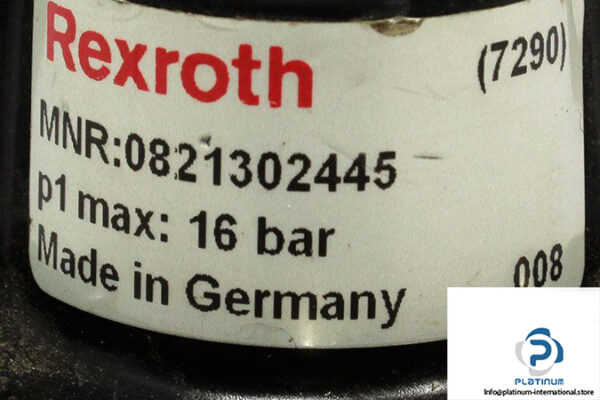 Rexroth (7290)
MNR:0821302445
p1 max: 16 bar
Made in Germany 008
PLATINUM
Info@platinum-international.store